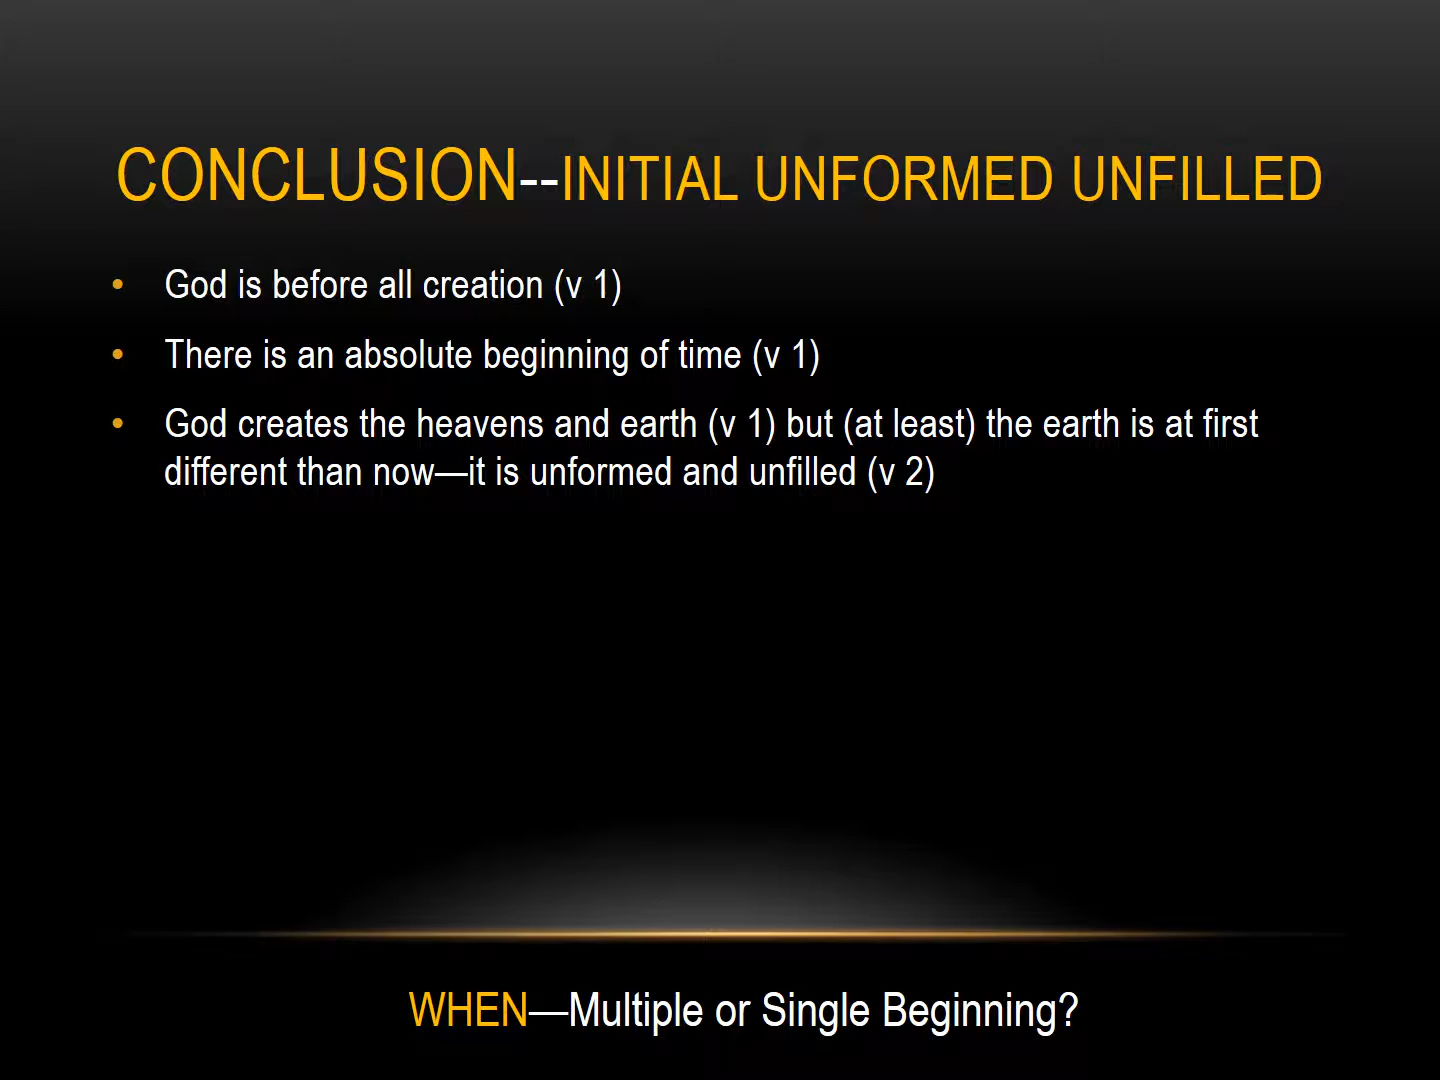 CONCLUSION--INITIAL UNFORMED UNFILLED
• God is before all creation (v 1)
• There is an absolute beginning of time (v 1)
• God creates the heavens and earth (v 1) but (at least) the earth is at first
different than now—it is unformed and unfilled (v 2)
WHEN—Multiple or Single Beginning?